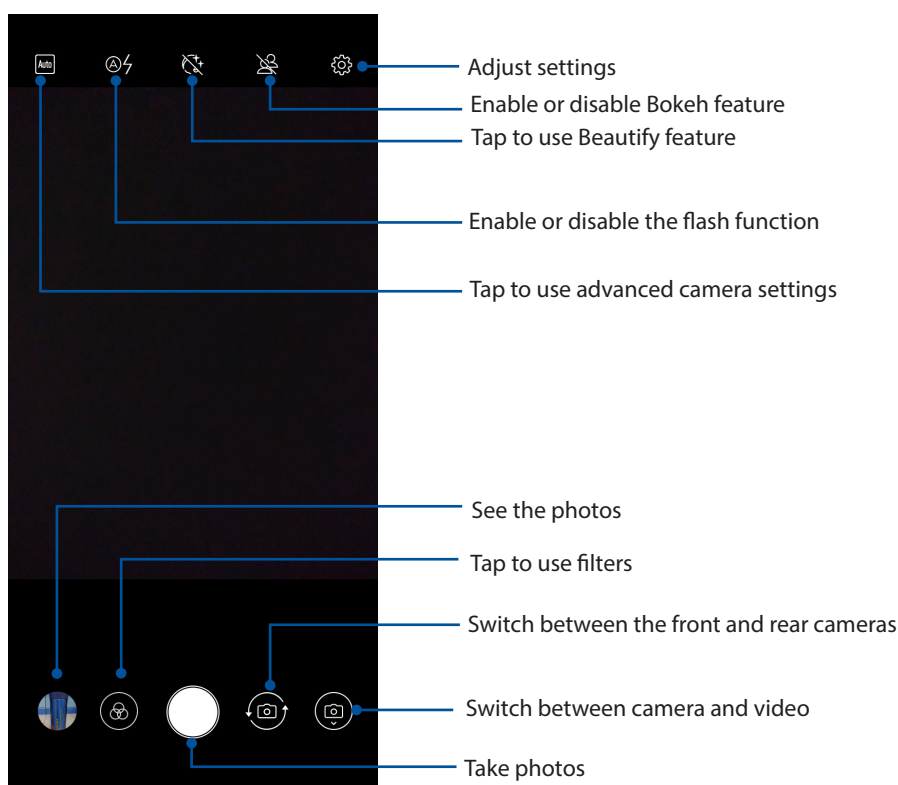 Auto
A
Adjust settings
Enable or disable Bokeh feature
Tap to use Beautify feature
Enable or disable the flash function
Tap to use advanced camera settings
See the photos
Tap to use filters
Switch between the front and rear cameras
Switch between camera and video
Take photos